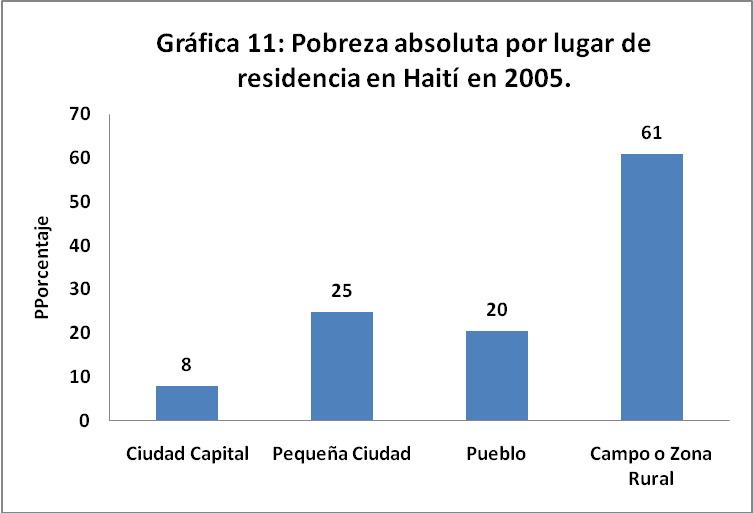 Gráfica 11: Pobreza absoluta por lugar de
residencia en Haití en 2005.
PPorcentaje
70
60
50
40
30
20
10
0
8
25
20
61
Ciudad Capital
Pequeña Ciudad
Pueblo
Campo o Zona
Rural